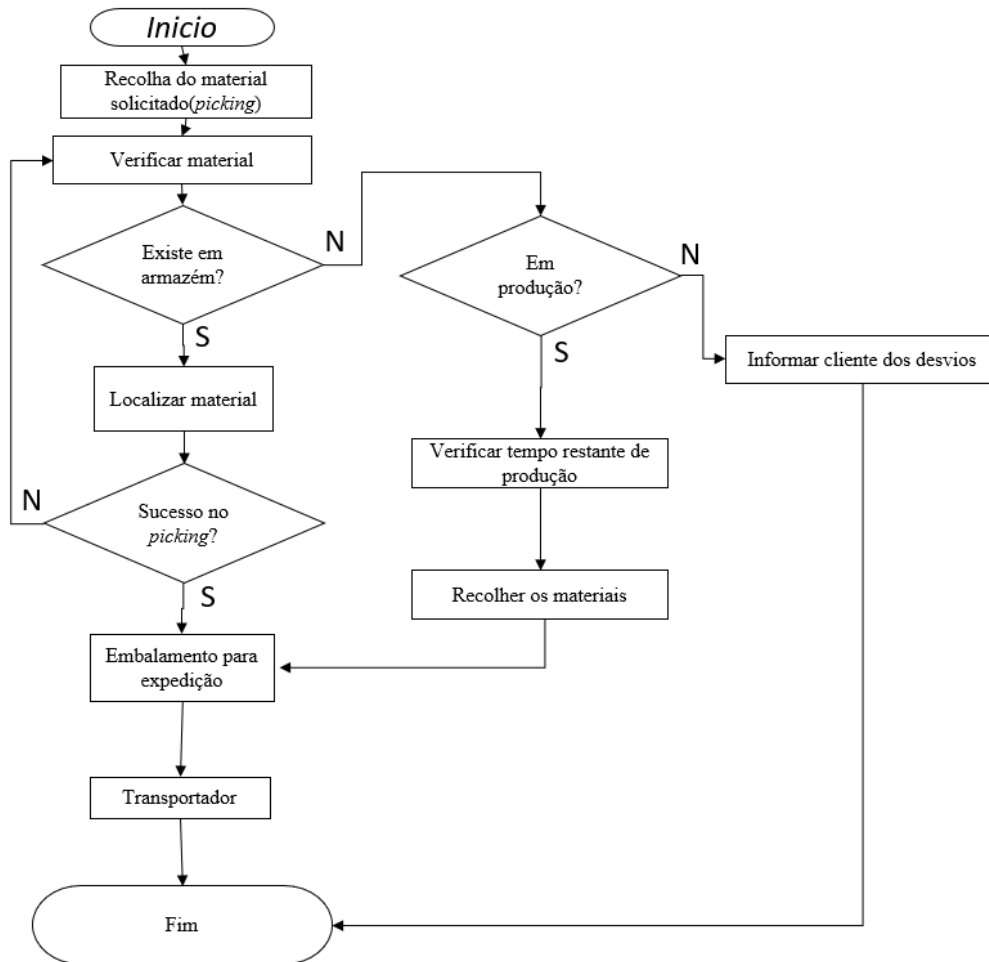 Inicio
Recolha do material
solicitado(picking)
Verificar material
Existe em
armazém?
N
S
Localizar material
Sucesso no
picking?
N
S
Embalamento para
expedição
Transportador
Fim
Em
produção?
N
S
Verificar tempo restante de
produção
Recolher os materiais
Informar cliente dos desvios